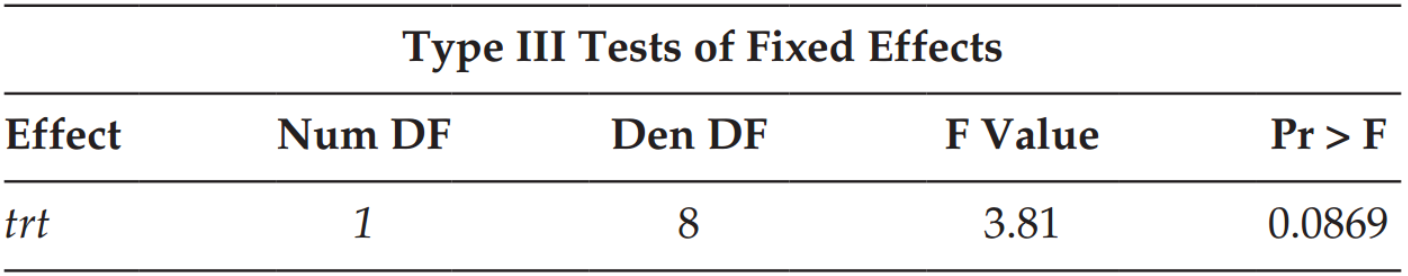 Type III Tests of Fixed Effects
Effect Num DF Den DF F Value Pr > F
trt 1 8 3.81 0.0869